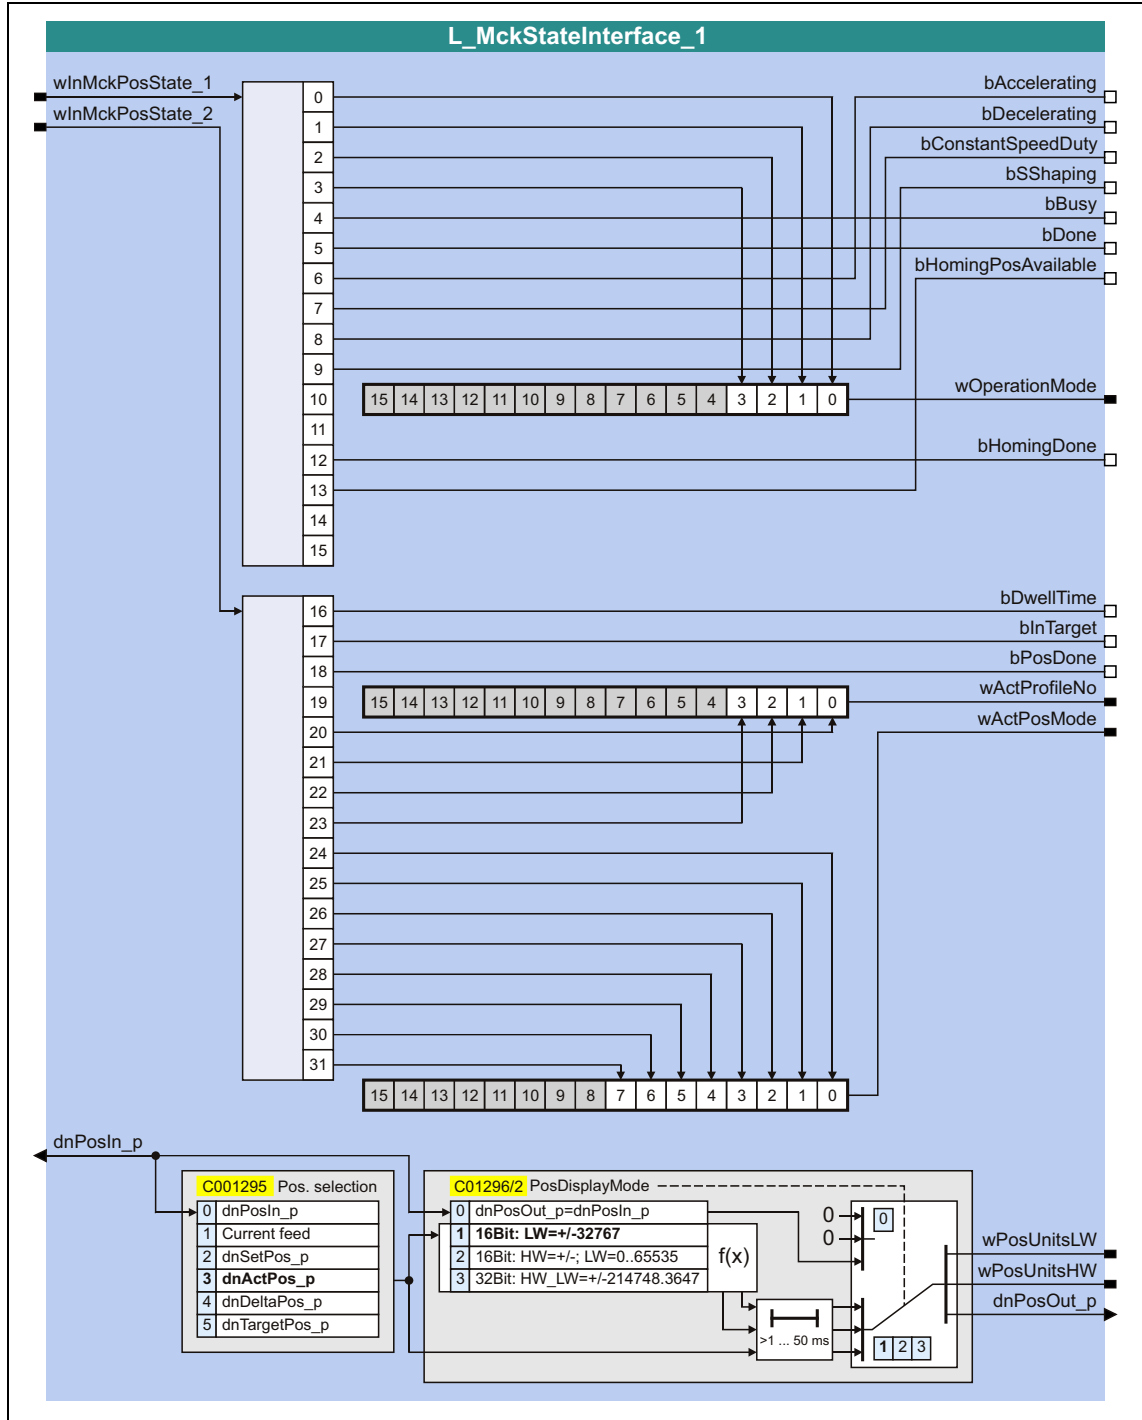 L_MckStateInterface_1
wInMckPosState_1
wInMckPosState_2
0
1
2
3
4
5
6
7
8
9
10
11
12
13
14
15
bAccelerating
bDecelerating
bConstantSpeedDuty
bSShaping
bBusy
bDone
bHomingPosAvailable
15 14 13 12 11 10 9 8 7 6 5 4 3 2 1 0
wOperationMode
bHomingDone
16
17
18
19
20
21
22
23
24
25
26
27
28
29
30
31
bDwellTime
bInTarget
bPosDone
15 14 13 12 11 10 9 8 7 6 5 4 3 2 1 0
wActProfileNo
wActPosMode
15 14 13 12 11 10 9 8 7 6 5 4 3 2 1 0
dnPosIn_p
C001295 Pos. selection
0 dnPosIn_p
1 Current feed
2 dnSetPos_p
3 dnActPos_p
4 dnDeltaPos_p
5 dnTargetPos_p
C01296/2 PosDisplayMode
0 dnPosOut_p=dnPosIn_p
1 16Bit: LW=+/-32767
2 16Bit: HW=+/-; LW=0..65535
3 32Bit: HW_LW=+/-214748.3647
f(x)
>1 ... 50 ms
0
0
0
1 2 3
wPosUnitsLW
wPosUnitsHW
dnPosOut_p